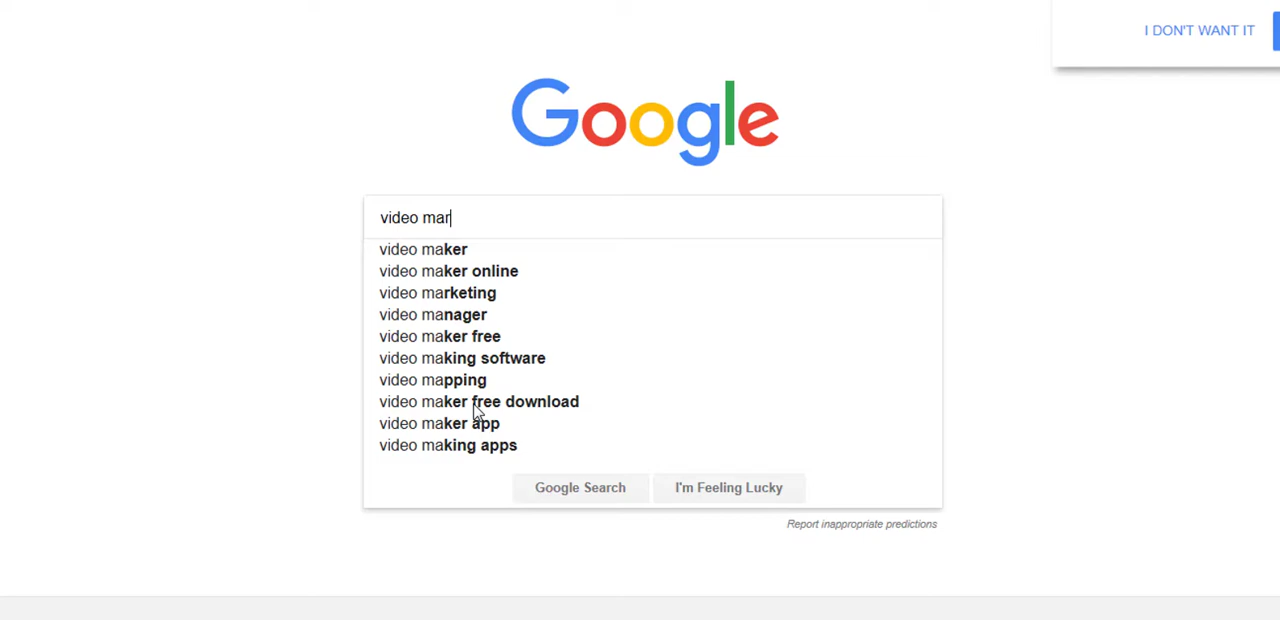 I DON'T WANT IT
Google
video mar
video maker
video maker online
video marketing
video manager
video maker free
video making software
video mapping
video maker free download
video maker app
video making apps
Google Search
I'm Feeling Lucky
Report inappropriate predictions